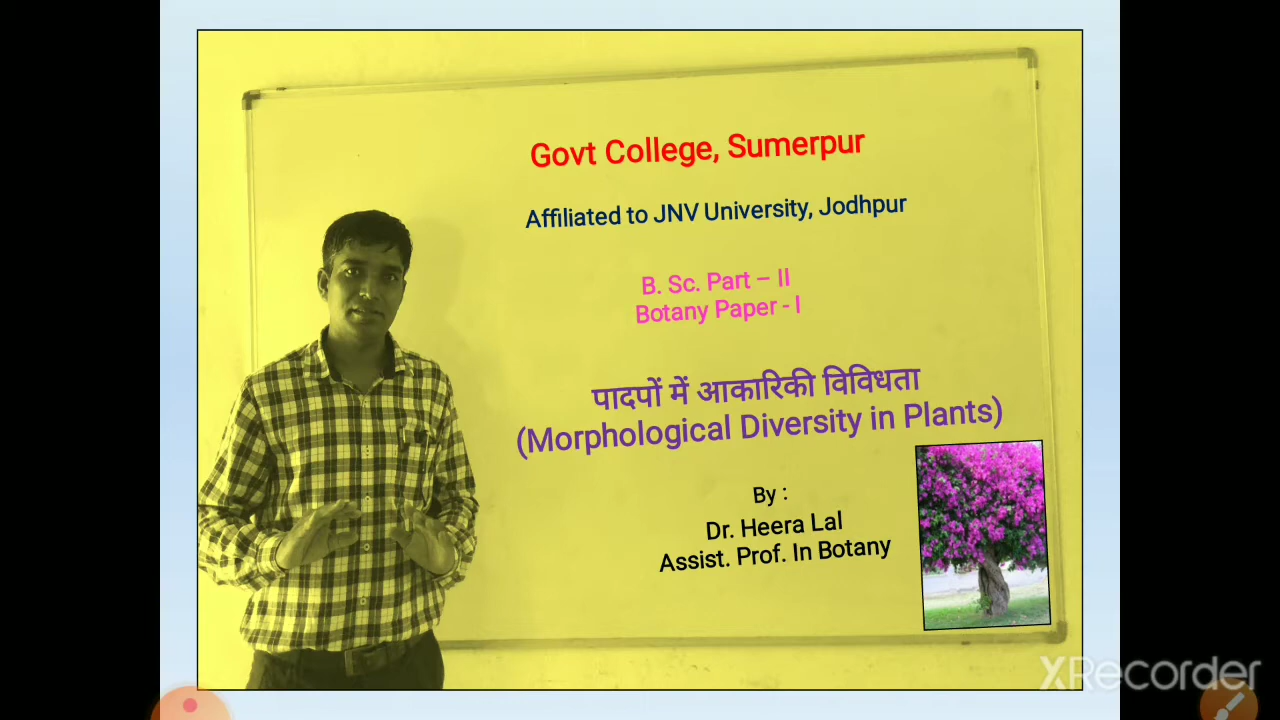 Govt College, Sumerpur
Affiliated to JNV University, Jodhpur
B. Sc. Part – II
Botany Paper - I
पादपों में आकारिकी विविधता
(Morphological Diversity in Plants)
By :
Dr. Heera Lal
Assist. Prof. In Botany
XRecorder